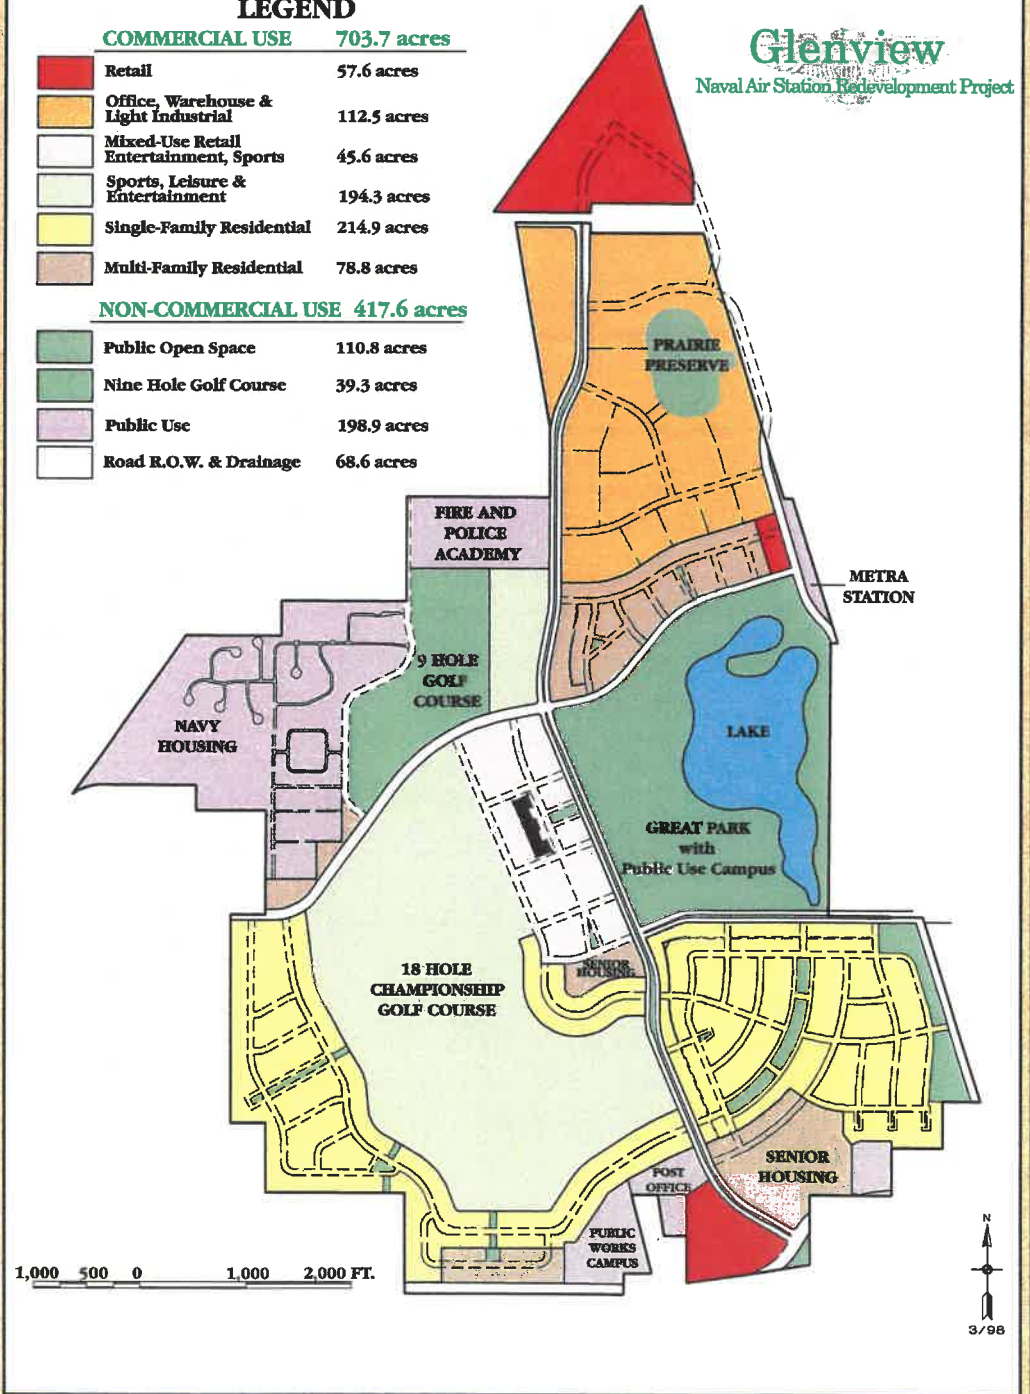 LEGEND
COMMERCIAL USE 703.7 acres
Retail 57.6 acres
Office, Warehouse &
Light Industrial 112.5 acres
Mixed-Use Retail
Entertainment, Sports 45.6 acres
Sports, Leisure &
Entertainment 194.3 acres
Single-Family Residential 214.9 acres
Multi-Family Residential 78.8 acres
NON-COMMERCIAL USE 417.6 acres
Public Open Space 110.8 acres
Nine Hole Golf Course 39.3 acres
Public Use 198.9 acres
Road R.O.W. & Drainage 68.6 acres
Glenview
Naval Air Station Redevelopment Project
PRAIRIE
PRESERVE
FIRE AND
POLICE
ACADEMY
METRA
STATION
9 HOLE
GOLF
COURSE
NAVY
HOUSING
LAKE
GREAT PARK
with
Public Use Campus
18 HOLE
CHAMPIONSHIP
GOLF COURSE
SENIOR
HOUSING
SENIOR
HOUSING
POST
OFFICE
PUBLIC
WORKS
CAMPUS
1,000 500 0 1,000 2,000 FT.
N
3/98